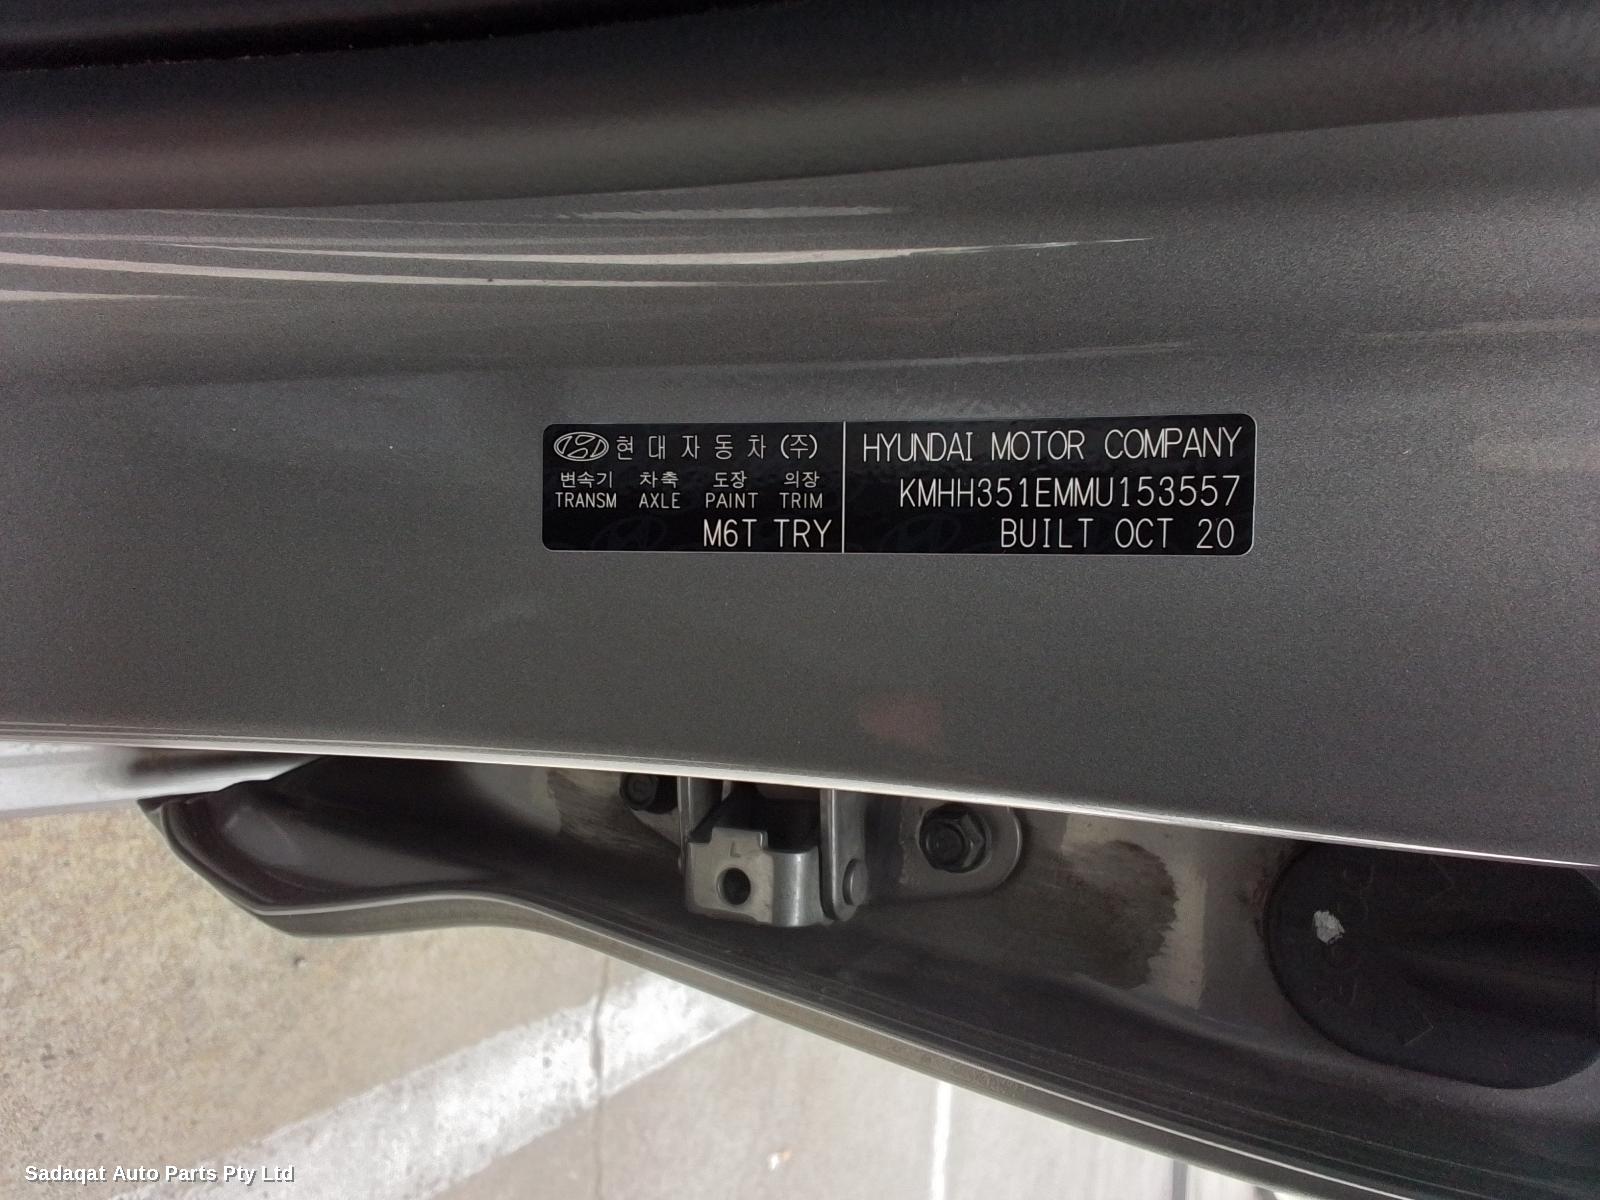 현대자동차(주)
변속기 차축 도장 의장
TRANSM AXLE PAINT TRIM
M6T TRY
HYUNDAI MOTOR COMPANY
KMHH351EMMU153557
BUILT OCT 20
L
Sadaqat Auto Parts Pty Ltd